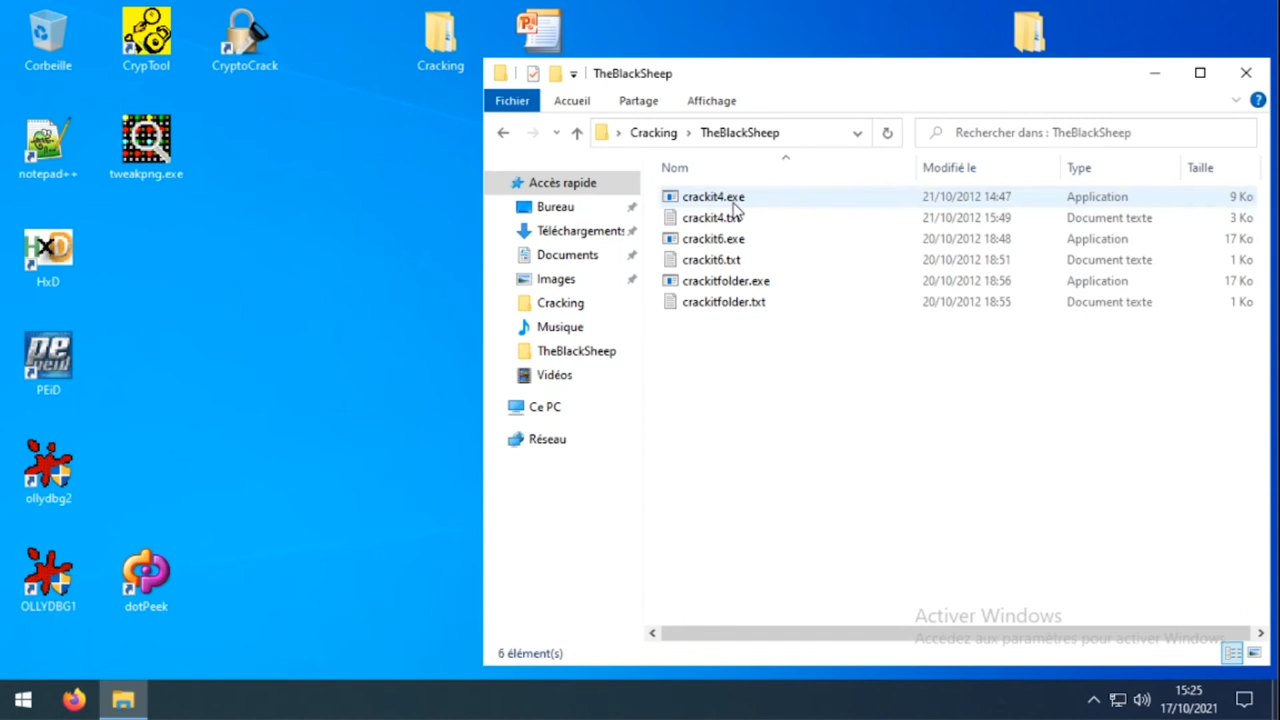 Corbeille
CrypTool
CryptoCrack
Cracking
notepad++
tweakpng.exe
HxD
PEiD
ollydbg2
OLLYDBG1
dotPeek
TheBlackSheep
Fichier Accueil Partage Affichage
Cracking TheBlackSheep
Rechercher dans : TheBlackSheep
Accès rapide
Bureau
Téléchargements
Documents
Images
Cracking
Musique
TheBlackSheep
Vidéos
Ce PC
Réseau
Nom Modifié le Type Taille
crackit4.exe 21/10/2012 14:47 Application 9 Ko
crackit4.txt 21/10/2012 15:49 Document texte 3 Ko
crackit6.exe 20/10/2012 18:48 Application 17 Ko
crackit6.txt 20/10/2012 18:51 Document texte 1 Ko
crackitfolder.exe 20/10/2012 18:56 Application 17 Ko
crackitfolder.txt 20/10/2012 18:55 Document texte 1 Ko
Activer Windows
Accédez aux paramètres pour activer Windows.
6 élément(s)
15:25
17/10/2021